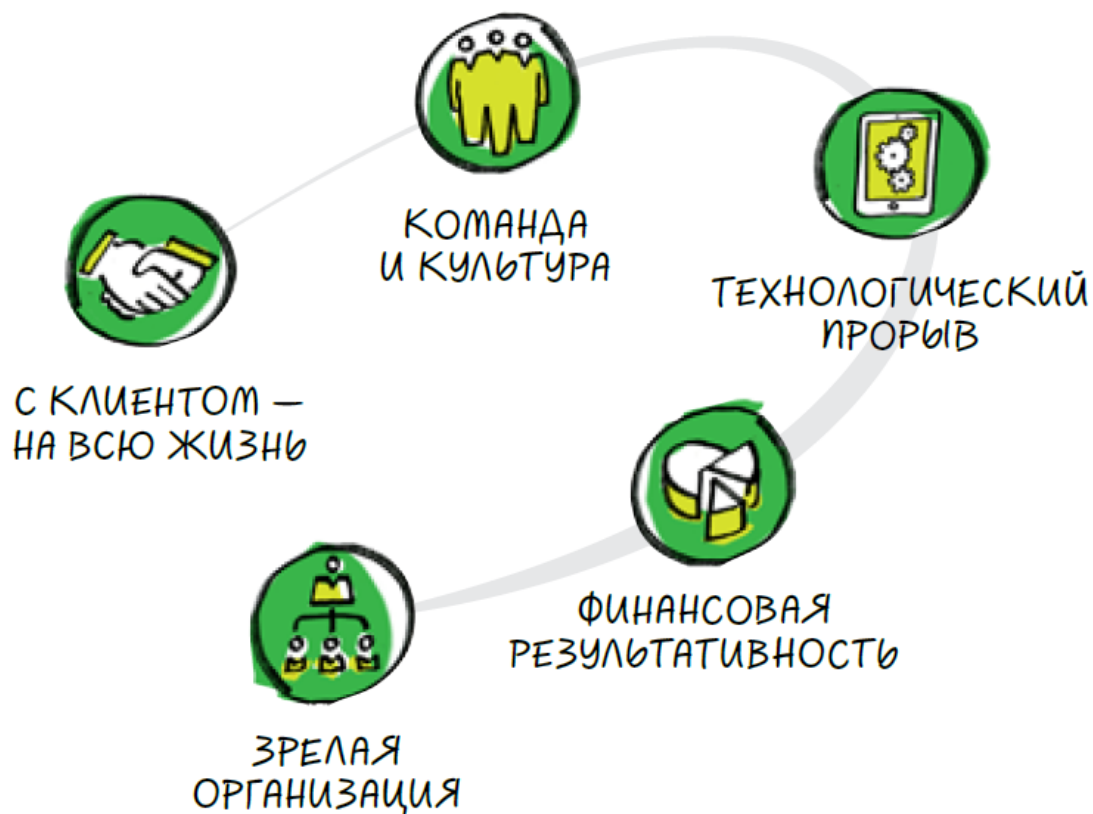 КОМАНДА
И КУЛЬТУРА
ТЕХНОЛОГИЧЕСКИЙ
ПРОРЫВ
С КЛИЕНТОМ —
НА ВСЮ ЖИЗНЬ
ФИНАНСОВАЯ
РЕЗУЛЬТАТИВНОСТЬ
ЗРЕЛАЯ
ОРГАНИЗАЦИЯ